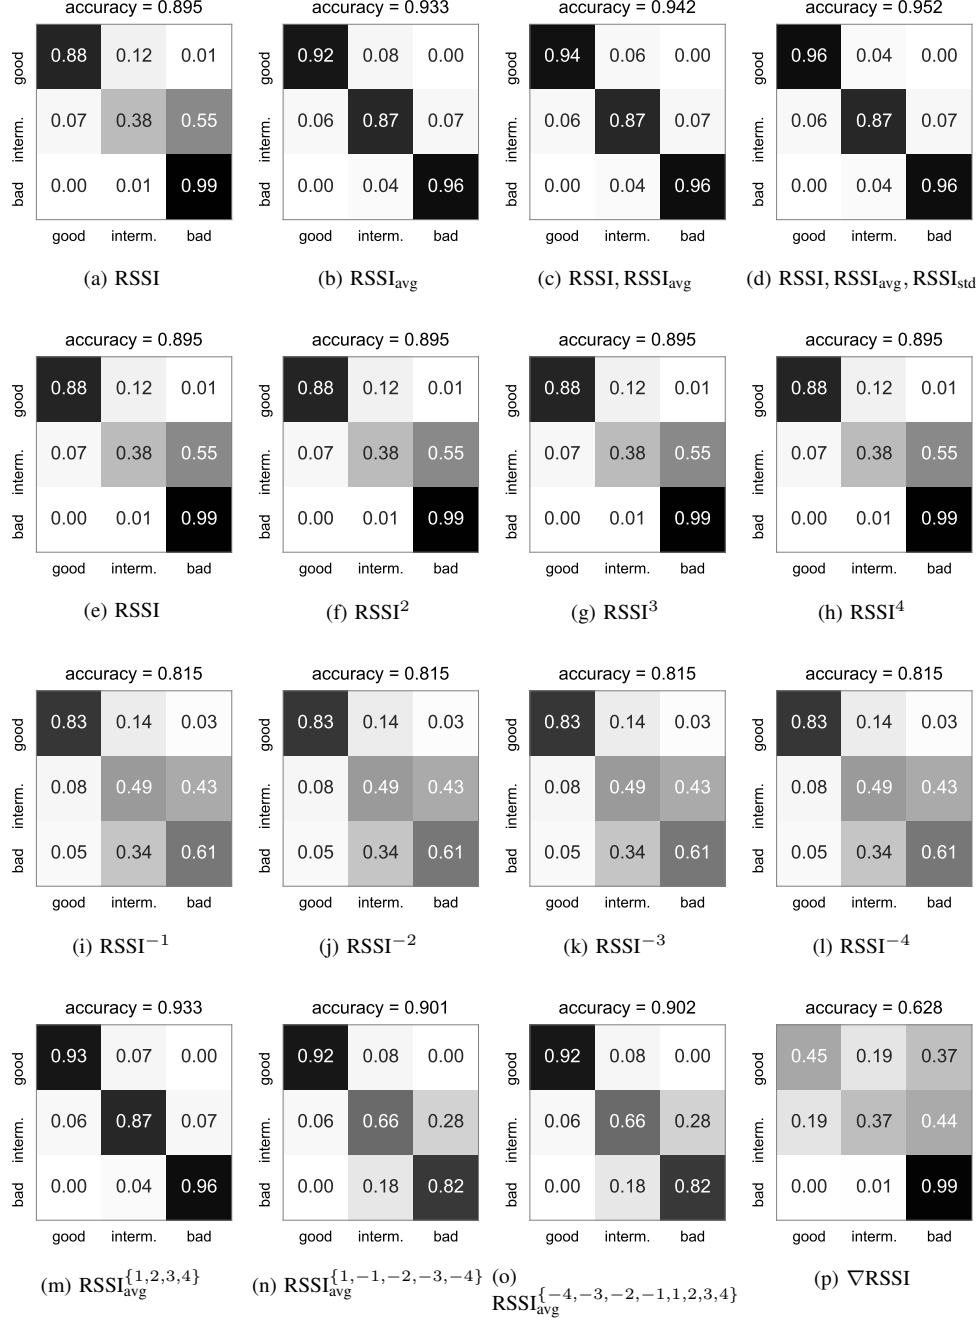 accuracy = 0.895 accuracy = 0.933 accuracy = 0.942 accuracy = 0.952
good 0.88 0.12 0.01 good 0.92 0.08 0.00 good 0.94 0.06 0.00 good 0.96 0.04 0.00
interm. 0.07 0.38 0.55 interm. 0.06 0.87 0.07 interm. 0.06 0.87 0.07 interm. 0.06 0.87 0.07
bad 0.00 0.01 0.99 bad 0.00 0.04 0.96 bad 0.00 0.04 0.96 bad 0.00 0.04 0.96
good interm. bad good interm. bad good interm. bad good interm. bad
(a) RSSI (b) RSSI_avg (c) RSSI, RSSI_avg (d) RSSI, RSSI_avg, RSSI_std
accuracy = 0.895 accuracy = 0.895 accuracy = 0.895 accuracy = 0.895
good 0.88 0.12 0.01 good 0.88 0.12 0.01 good 0.88 0.12 0.01 good 0.88 0.12 0.01
interm. 0.07 0.38 0.55 interm. 0.07 0.38 0.55 interm. 0.07 0.38 0.55 interm. 0.07 0.38 0.55
bad 0.00 0.01 0.99 bad 0.00 0.01 0.99 bad 0.00 0.01 0.99 bad 0.00 0.01 0.99
good interm. bad good interm. bad good interm. bad good interm. bad
(e) RSSI (f) RSSI^2 (g) RSSI^3 (h) RSSI^4
accuracy = 0.815 accuracy = 0.815 accuracy = 0.815 accuracy = 0.815
good 0.83 0.14 0.03 good 0.83 0.14 0.03 good 0.83 0.14 0.03 good 0.83 0.14 0.03
interm. 0.08 0.49 0.43 interm. 0.08 0.49 0.43 interm. 0.08 0.49 0.43 interm. 0.08 0.49 0.43
bad 0.05 0.34 0.61 bad 0.05 0.34 0.61 bad 0.05 0.34 0.61 bad 0.05 0.34 0.61
good interm. bad good interm. bad good interm. bad good interm. bad
(i) RSSI^−1 (j) RSSI^−2 (k) RSSI^−3 (l) RSSI^−4
accuracy = 0.933 accuracy = 0.901 accuracy = 0.902 accuracy = 0.628
good 0.93 0.07 0.00 good 0.92 0.08 0.00 good 0.92 0.08 0.00 good 0.45 0.19 0.37
interm. 0.06 0.87 0.07 interm. 0.06 0.66 0.28 interm. 0.06 0.66 0.28 interm. 0.19 0.37 0.44
bad 0.00 0.04 0.96 bad 0.00 0.18 0.82 bad 0.00 0.18 0.82 bad 0.00 0.01 0.99
good interm. bad good interm. bad good interm. bad good interm. bad
(m) RSSI_avg^{1,2,3,4} (n) RSSI_avg^{1,−1,−2,−3,−4} (o) (p) ∇RSSI
RSSI_avg^{−4,−3,−2,−1,1,2,3,4}